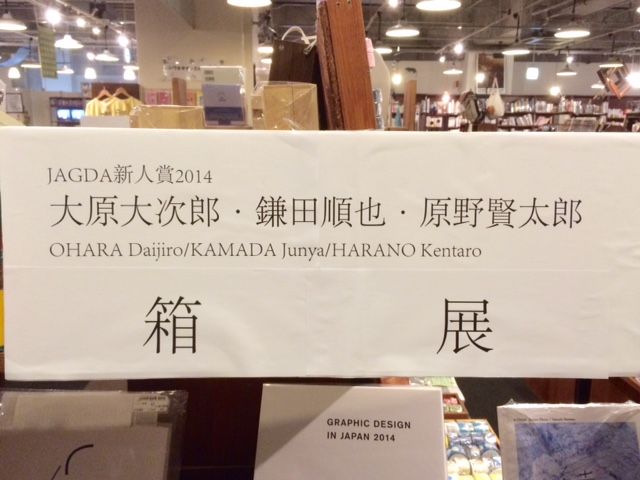 JAGDA新人賞2014
大原大次郎・鎌田順也・原野賢太郎
OHARA Daijiro/KAMADA Junya/HARANO Kentaro
箱 展
GRAPHIC DESIGN
IN JAPAN 2014